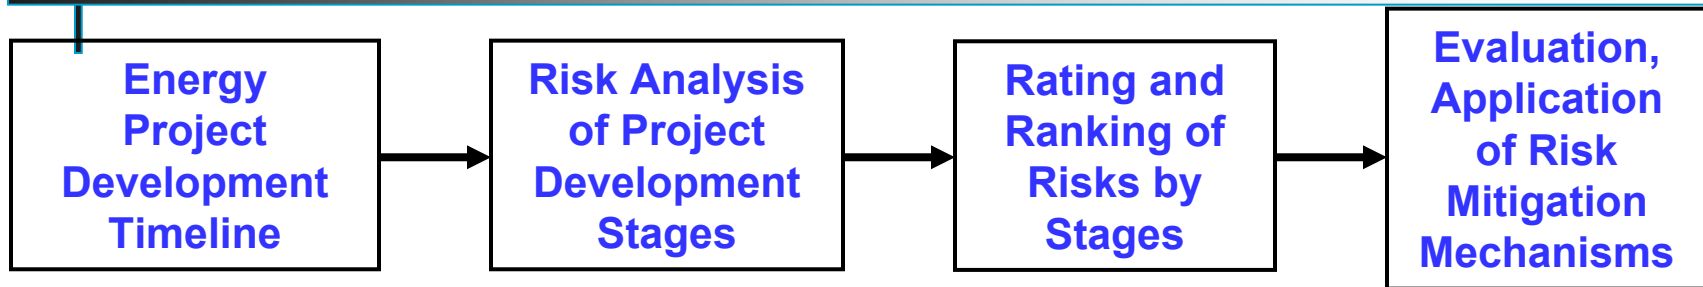 Energy
Project
Development
Timeline
Risk Analysis
of Project
Development
Stages
Rating and
Ranking of
Risks by
Stages
Evaluation,
Application
of Risk
Mitigation
Mechanisms